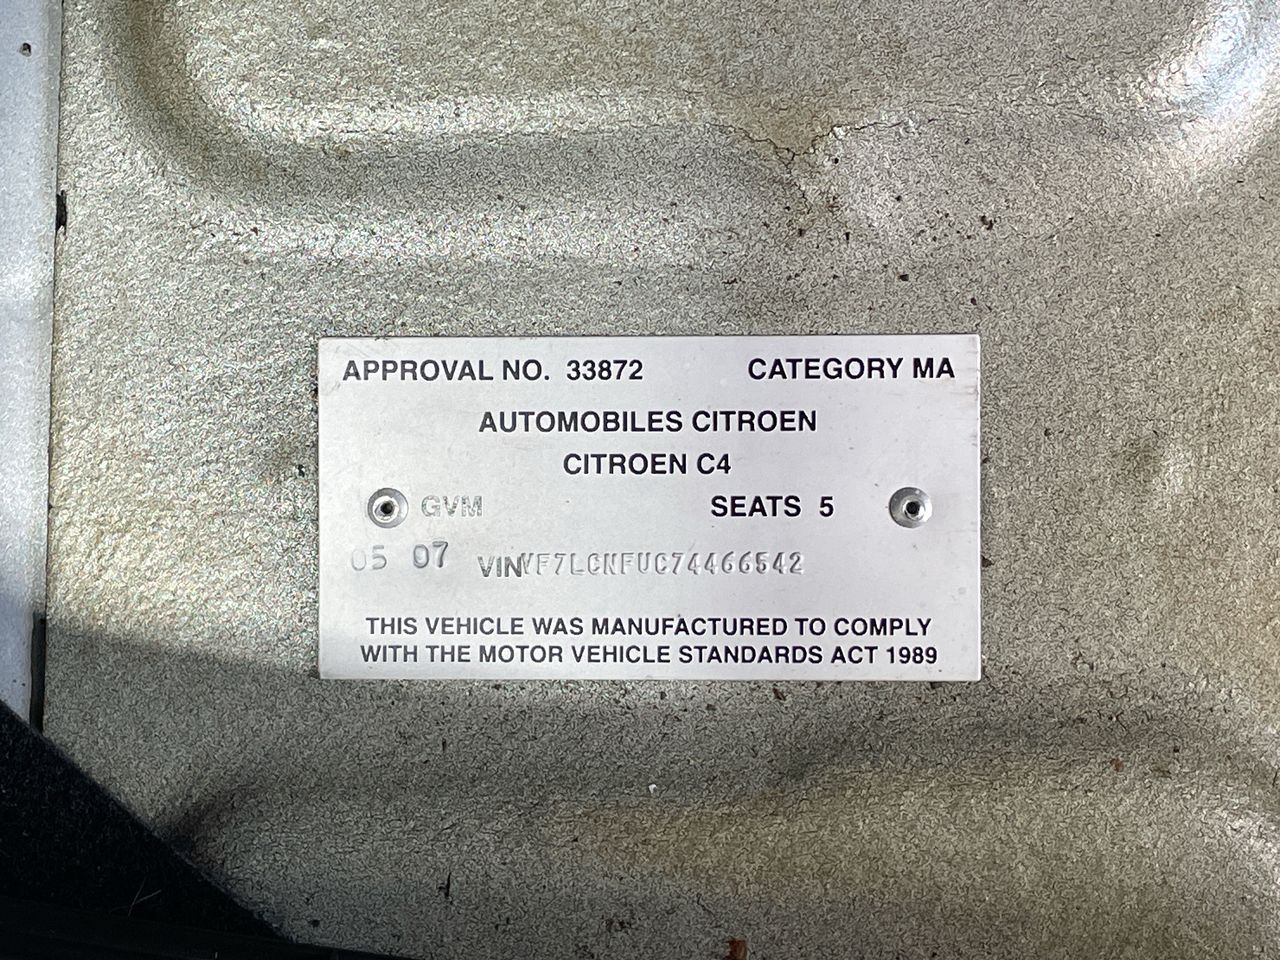 APPROVAL NO. 33872 CATEGORY MA
AUTOMOBILES CITROEN
CITROEN C4
GVM SEATS 5
05 07 VIN VF7LCNFUC74466542
THIS VEHICLE WAS MANUFACTURED TO COMPLY
WITH THE MOTOR VEHICLE STANDARDS ACT 1989